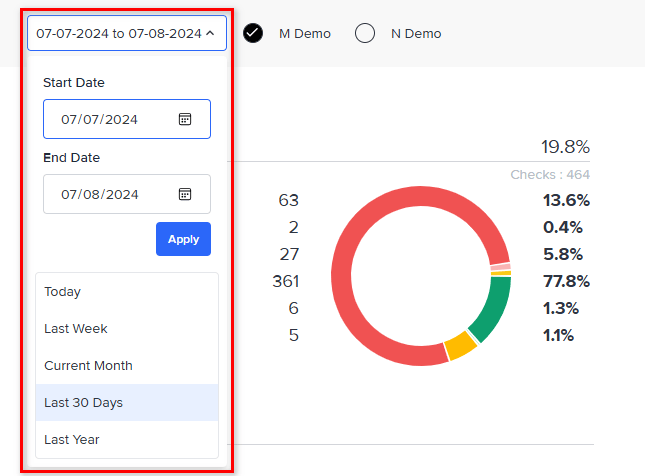 07-07-2024 to 07-08-2024
M Demo
N Demo
Start Date
07/07/2024
End Date
07/08/2024
Apply
Today
Last Week
Current Month
Last 30 Days
Last Year
19.8%
Checks : 464
63 13.6%
2 0.4%
27 5.8%
361 77.8%
6 1.3%
5 1.1%